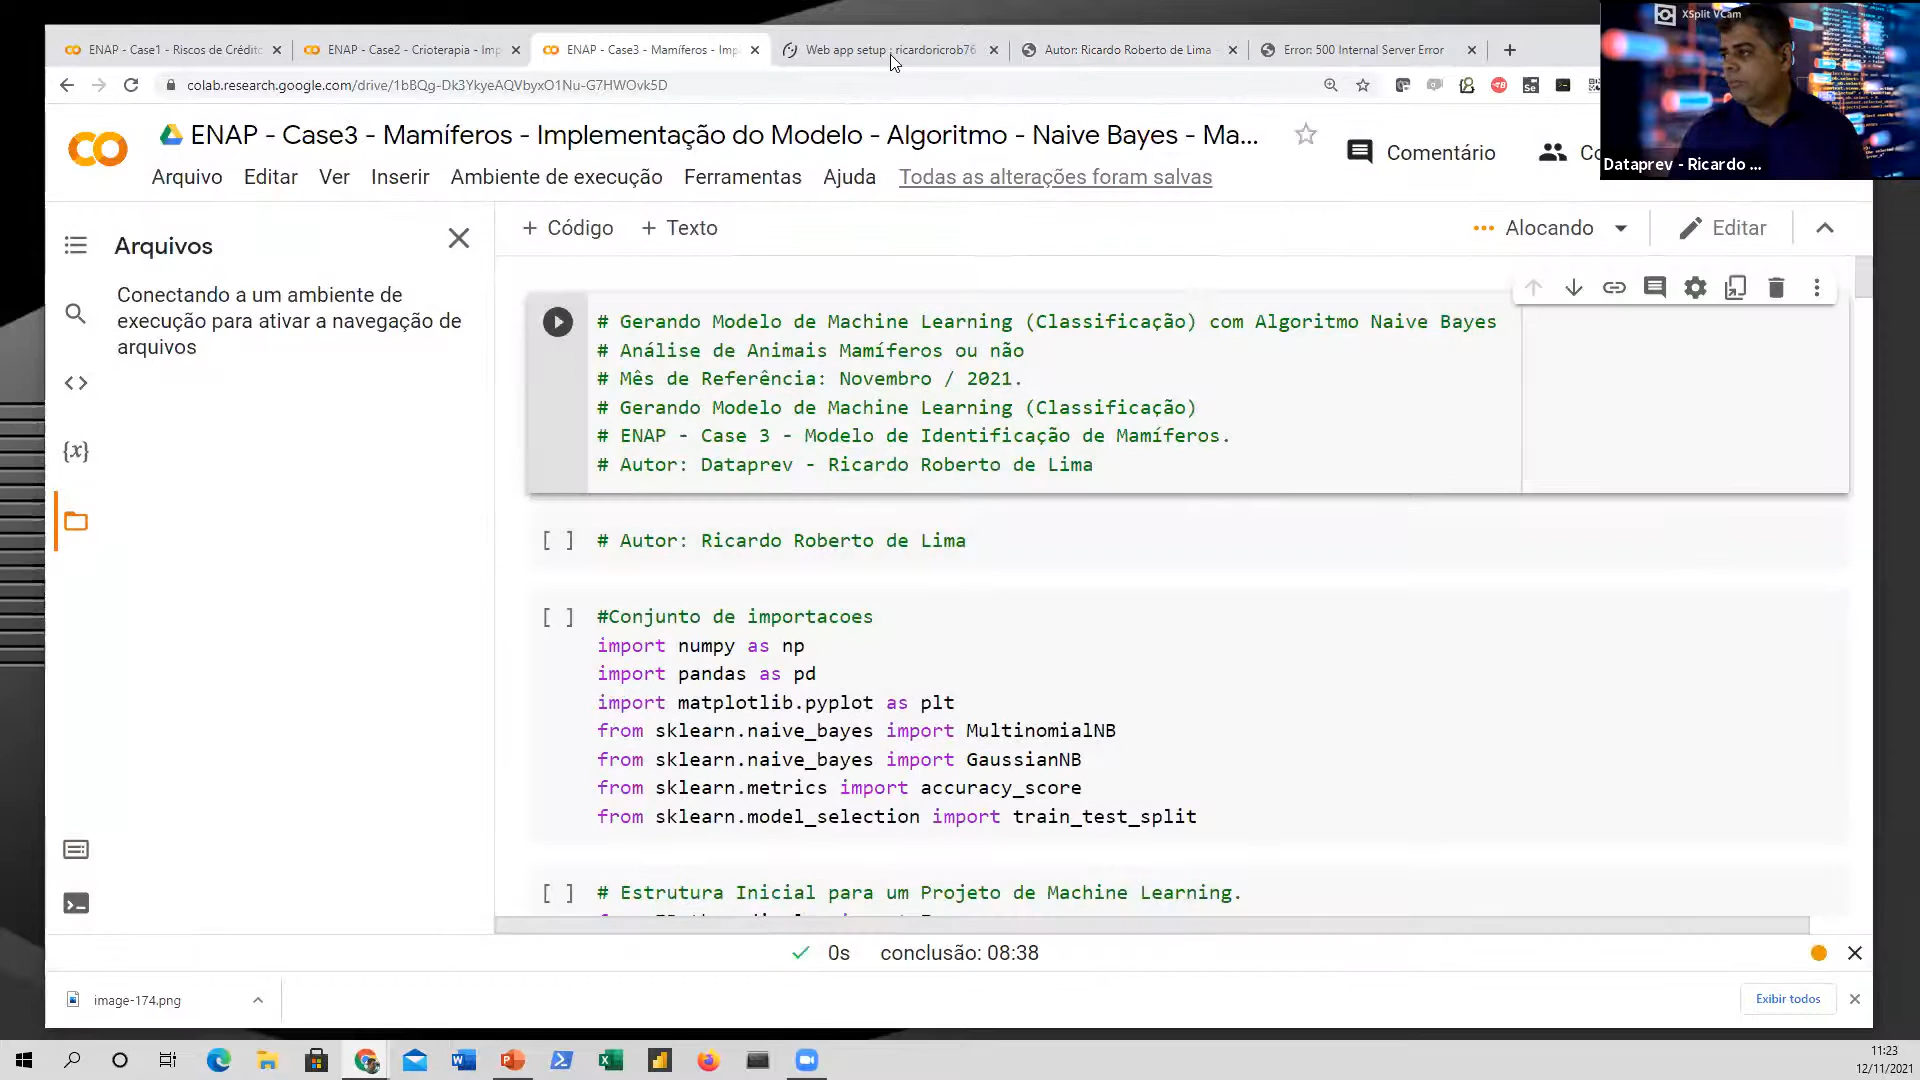 ENAP - Case1 - Riscos de Crédito
ENAP - Case2 - Crioterapia - Imp
ENAP - Case3 - Mamíferos - Imp
Web app setup : ricardoricrob76
Autor: Ricardo Roberto de Lima
Error: 500 Internal Server Error
XSplit VCam
colab.research.google.com/drive/1bBQg-Dk3YkyeAQVbyxO1Nu-G7HWOvk5D
ENAP - Case3 - Mamíferos - Implementação do Modelo - Algoritmo - Naive Bayes - Ma...
Comentário
Co
Dataprev - Ricardo ...
Arquivo Editar Ver Inserir Ambiente de execução Ferramentas Ajuda Todas as alterações foram salvas
Arquivos
+ Código + Texto
Alocando
Editar
Conectando a um ambiente de
execução para ativar a navegação de
arquivos
# Gerando Modelo de Machine Learning (Classificação) com Algoritmo Naive Bayes
# Análise de Animais Mamíferos ou não
# Mês de Referência: Novembro / 2021.
# Gerando Modelo de Machine Learning (Classificação)
# ENAP - Case 3 - Modelo de Identificação de Mamíferos.
# Autor: Dataprev - Ricardo Roberto de Lima
[ ] # Autor: Ricardo Roberto de Lima
[ ] #Conjunto de importacoes
import numpy as np
import pandas as pd
import matplotlib.pyplot as plt
from sklearn.naive_bayes import MultinomialNB
from sklearn.naive_bayes import GaussianNB
from sklearn.metrics import accuracy_score
from sklearn.model_selection import train_test_split
[ ] # Estrutura Inicial para um Projeto de Machine Learning.
0s conclusão: 08:38
image-174.png
Exibir todos
11:23
12/11/2021